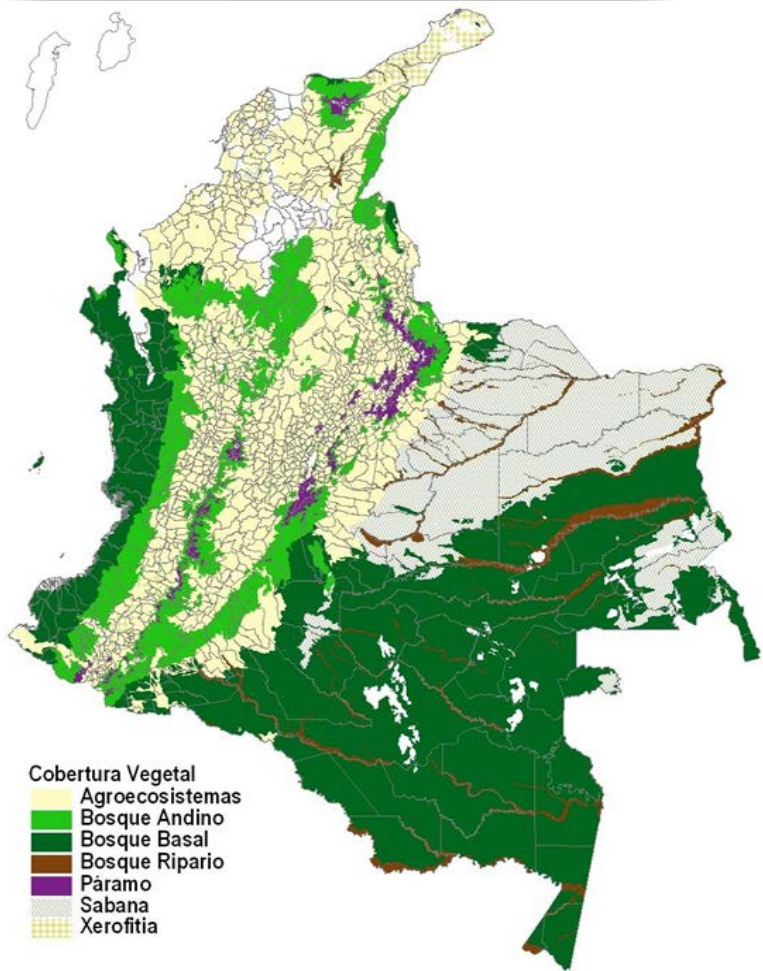 Cobertura Vegetal
Agroecosistemas
Bosque Andino
Bosque Basal
Bosque Ripario
Páramo
Sabana
Xerofitia